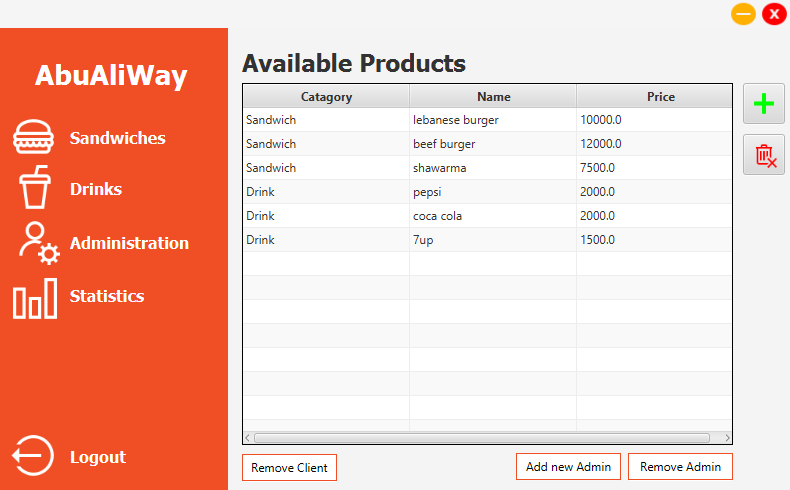 AbuAliWay
Sandwiches
Drinks
Administration
Statistics
Logout
Available Products
Catagory Name Price
Sandwich lebanese burger 10000.0
Sandwich beef burger 12000.0
Sandwich shawarma 7500.0
Drink pepsi 2000.0
Drink coca cola 2000.0
Drink 7up 1500.0
Remove Client Add new Admin Remove Admin